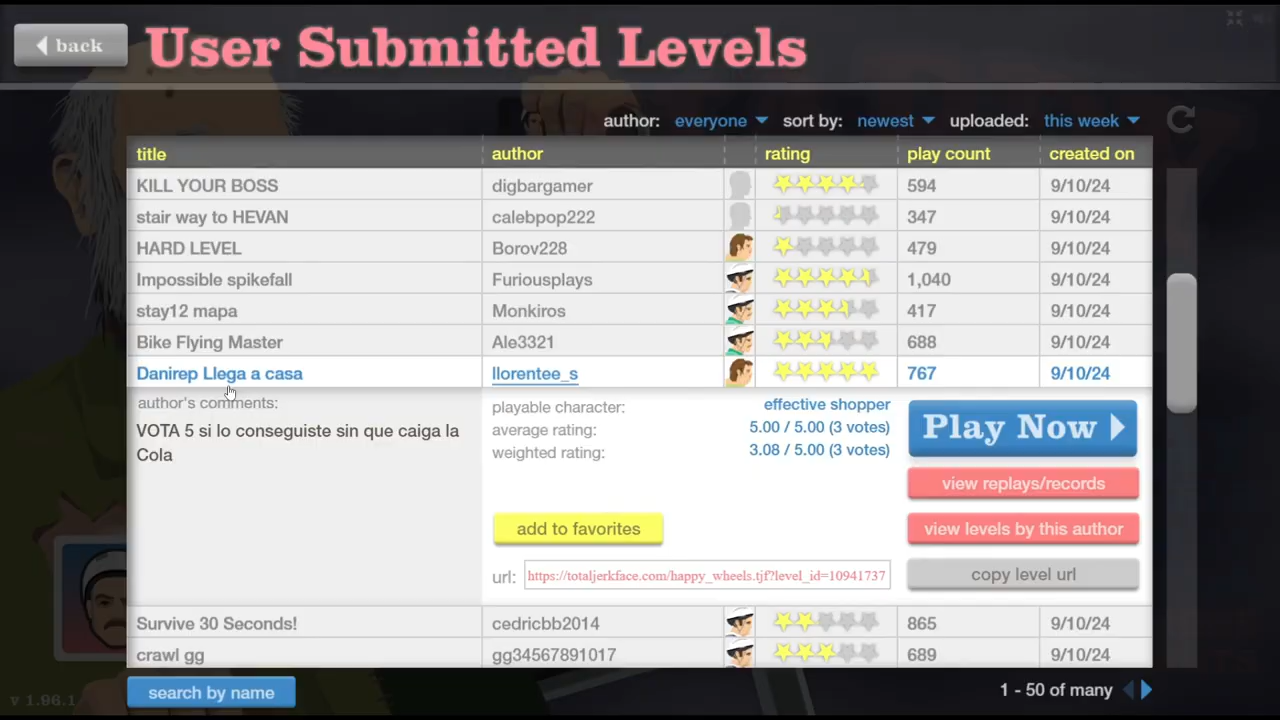 back
User Submitted Levels
author: everyone sort by: newest uploaded: this week
title author rating play count created on
KILL YOUR BOSS digbargamer 594 9/10/24
stair way to HEVAN calebpop222 347 9/10/24
HARD LEVEL Borov228 479 9/10/24
Impossible spikefall Furiousplays 1,040 9/10/24
stay12 mapa Monkiros 417 9/10/24
Bike Flying Master Ale3321 688 9/10/24
Danirep Llega a casa llorentee_s 767 9/10/24
author's comments:
VOTA 5 si lo conseguiste sin que caiga la
Cola
playable character: effective shopper
average rating: 5.00 / 5.00 (3 votes)
weighted rating: 3.08 / 5.00 (3 votes)
Play Now
view replays/records
add to favorites
view levels by this author
url: https://totaljerkface.com/happy_wheels.tjf?level_id=10941737
copy level url
Survive 30 Seconds! cedricbb2014 865 9/10/24
crawl gg gg34567891017 689 9/10/24
search by name
1 - 50 of many
v 1.96.1